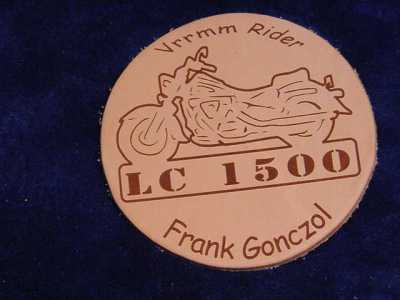 Vrrmm Rider
LC 1500
Frank Gonczol